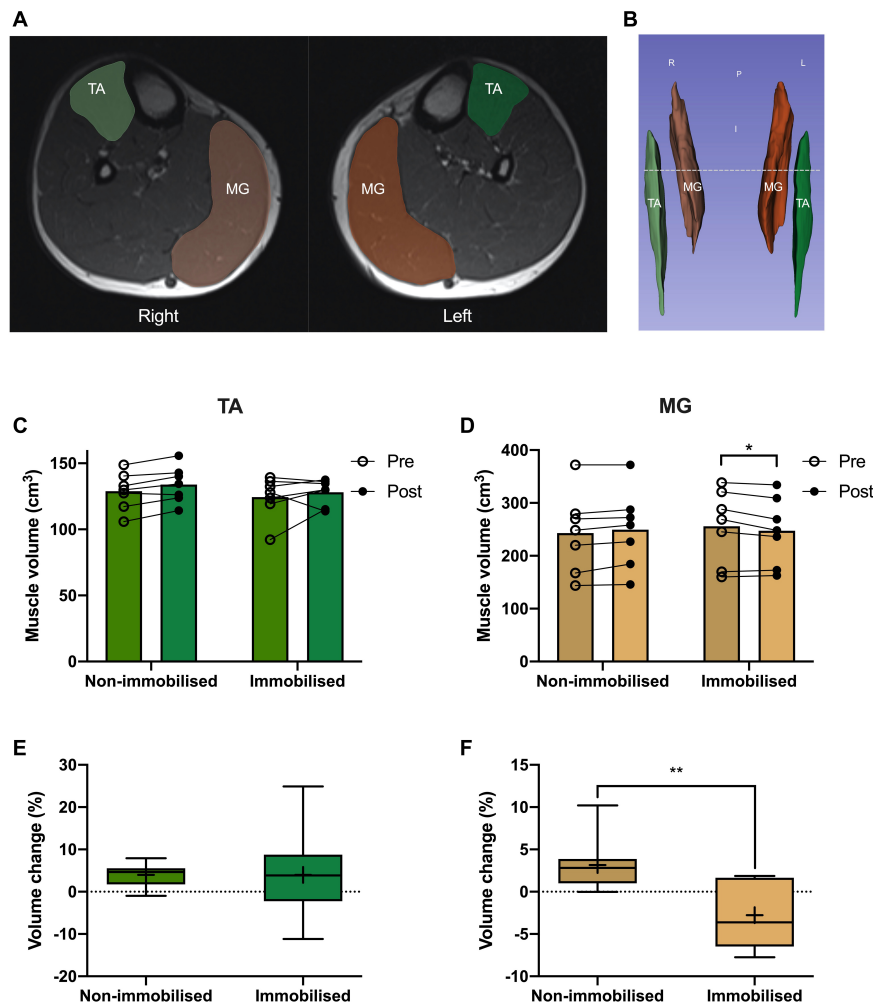 A
TA
MG
Right
MG
TA
Left
B
R
P
L
I
MG
MG
TA
TA
TA
C
Muscle volume (cm³)
150
100
50
0
Non-immobilised
Immobilised
Pre
Post
MG
D
Muscle volume (cm³)
400
300
200
100
0
*
Non-immobilised
Immobilised
Pre
Post
E
Volume change (%)
30
20
10
0
-10
-20
Non-immobilised
Immobilised
F
Volume change (%)
15
10
5
0
-5
-10
**
Non-immobilised
Immobilised